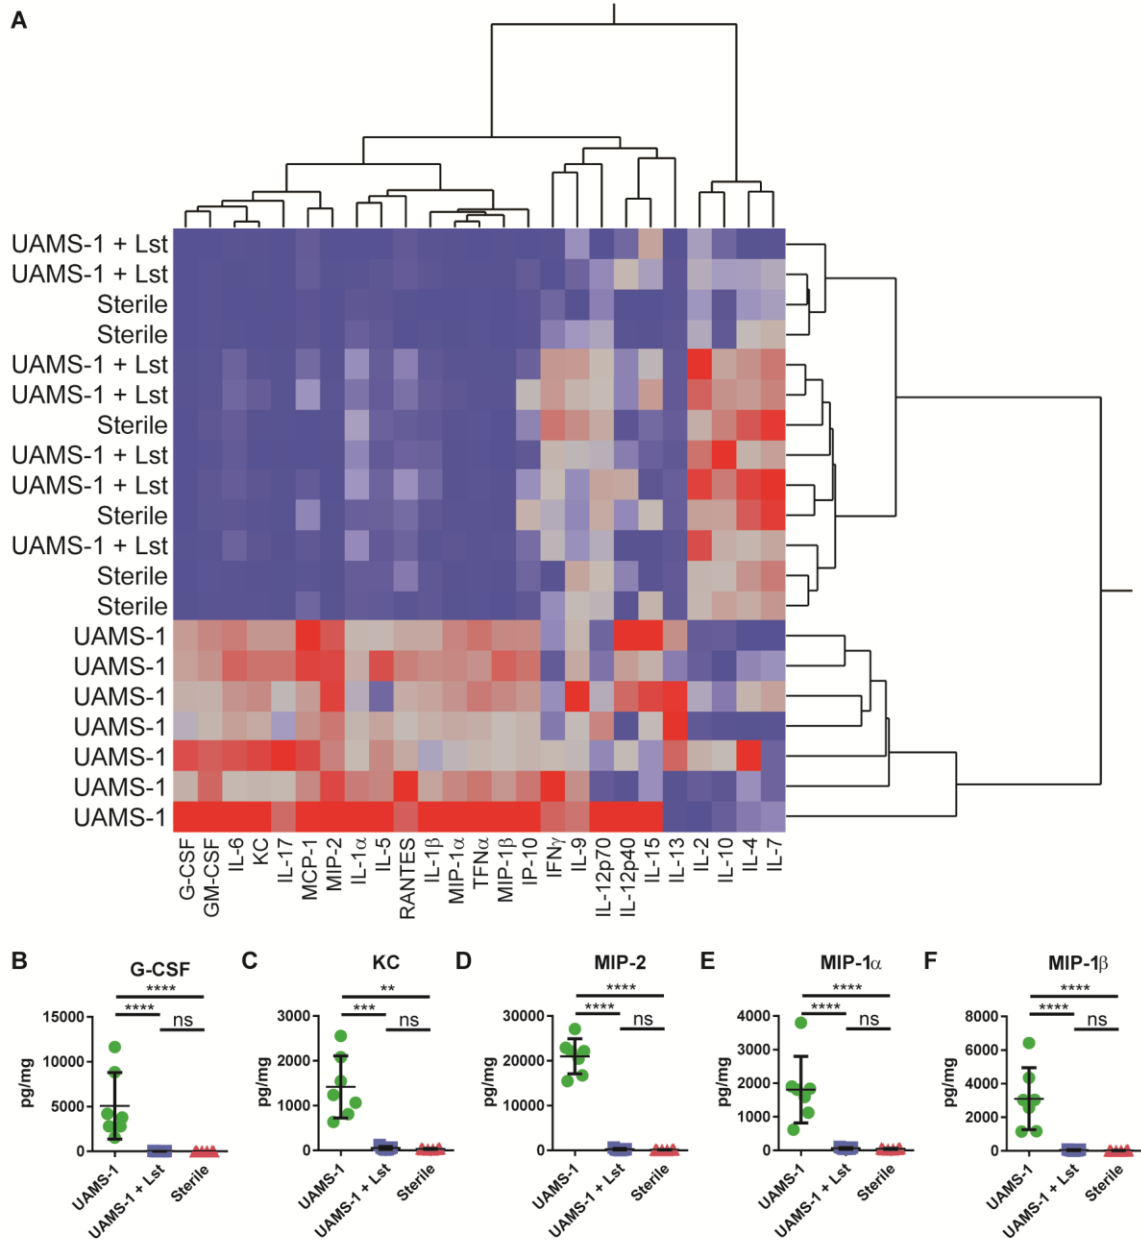 A
UAMS-1 + Lst
UAMS-1 + Lst
Sterile
Sterile
UAMS-1 + Lst
UAMS-1 + Lst
Sterile
UAMS-1 + Lst
UAMS-1 + Lst
Sterile
UAMS-1 + Lst
Sterile
Sterile
UAMS-1
UAMS-1
UAMS-1
UAMS-1
UAMS-1
UAMS-1
UAMS-1
G-CSF
GM-CSF
IL-6
KC
IL-17
MCP-1
MIP-2
IL-1α
IL-5
RANTES
IL-1β
MIP-1α
TFNα
MIP-1β
IP-10
IFNγ
IL-9
IL-12p70
IL-12p40
IL-15
IL-13
IL-2
IL-10
IL-4
IL-7
B
G-CSF
****
****
ns
15000
10000
5000
0
pg/mg
UAMS-1
UAMS-1 + Lst
Sterile
C
KC
**
***
ns
3000
2000
1000
0
pg/mg
UAMS-1
UAMS-1 + Lst
Sterile
D
MIP-2
****
****
ns
30000
20000
10000
0
pg/mg
UAMS-1
UAMS-1 + Lst
Sterile
E
MIP-1α
****
****
ns
4000
3000
2000
1000
0
pg/mg
UAMS-1
UAMS-1 + Lst
Sterile
F
MIP-1β
****
****
ns
8000
6000
4000
2000
0
pg/mg
UAMS-1
UAMS-1 + Lst
Sterile